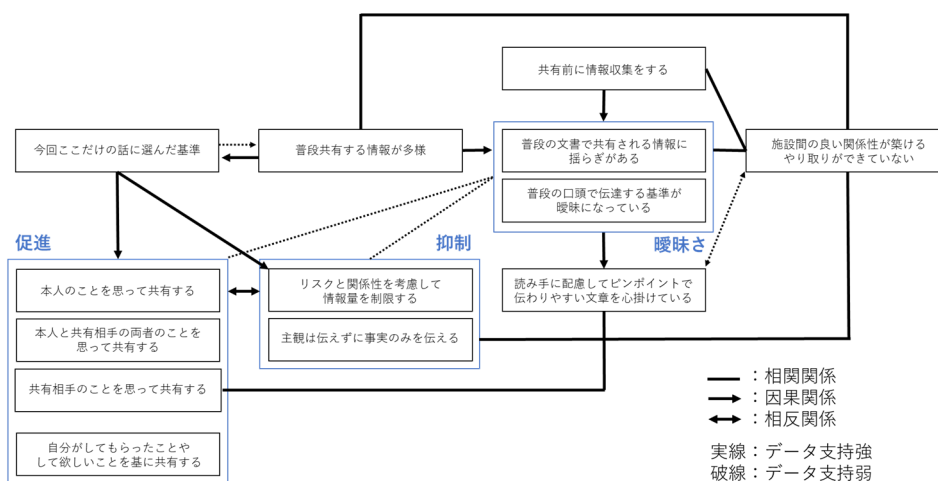 共有前に情報収集をする
今回ここだけの話に選んだ基準
普段共有する情報が多様
普段の文書で共有される情報に
揺らぎがある
施設間の良い関係性が築ける
やり取りができていない
普段の口頭で伝達する基準が
曖昧になっている
促進
抑制
曖昧さ
本人のことを思って共有する
リスクと関係性を考慮して
情報量を制限する
読み手に配慮してピンポイントで
伝わりやすい文章を心掛けている
本人と共有相手の両者のことを
思って共有する
主観は伝えずに事実のみを伝える
共有相手のことを思って共有する
自分がしてもらったことや
して欲しいことを基に共有する
：相関関係
：因果関係
：相反関係
実線：データ支持強
破線：データ支持弱